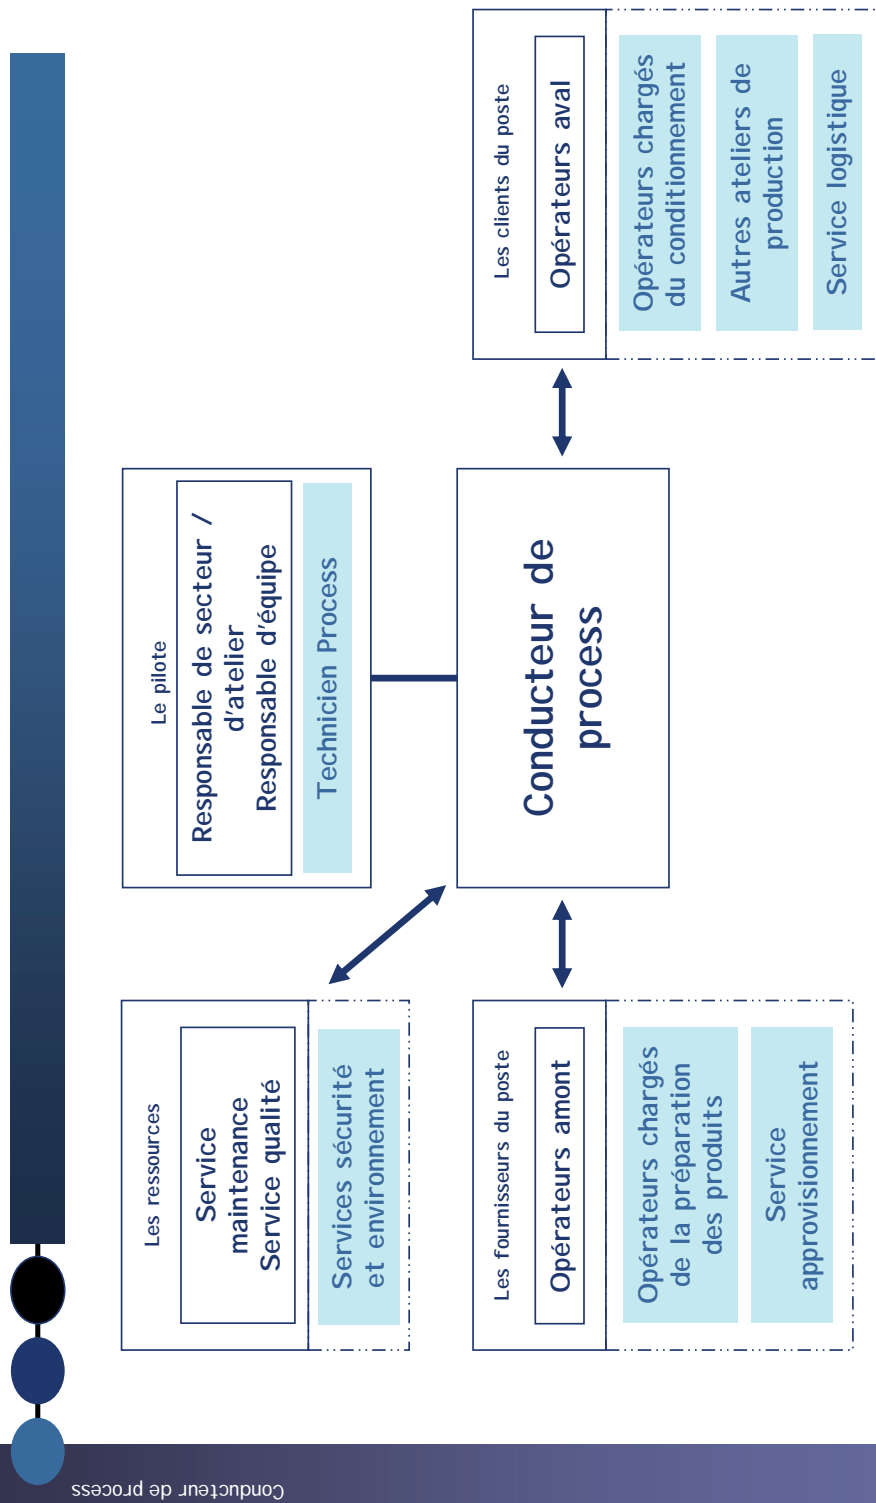 Conducteur de process
Les ressources
Service
maintenance
Service qualité
Services sécurité
et environnement
Le pilote
Responsable de secteur /
d'atelier
Responsable d'équipe
Technicien Process
Les fournisseurs du poste
Opérateurs amont
Opérateurs chargés
de la préparation
des produits
Service
approvisionnement
Conducteur de
process
Les clients du poste
Opérateurs aval
Opérateurs chargés
du conditionnement
Autres ateliers de
production
Service logistique